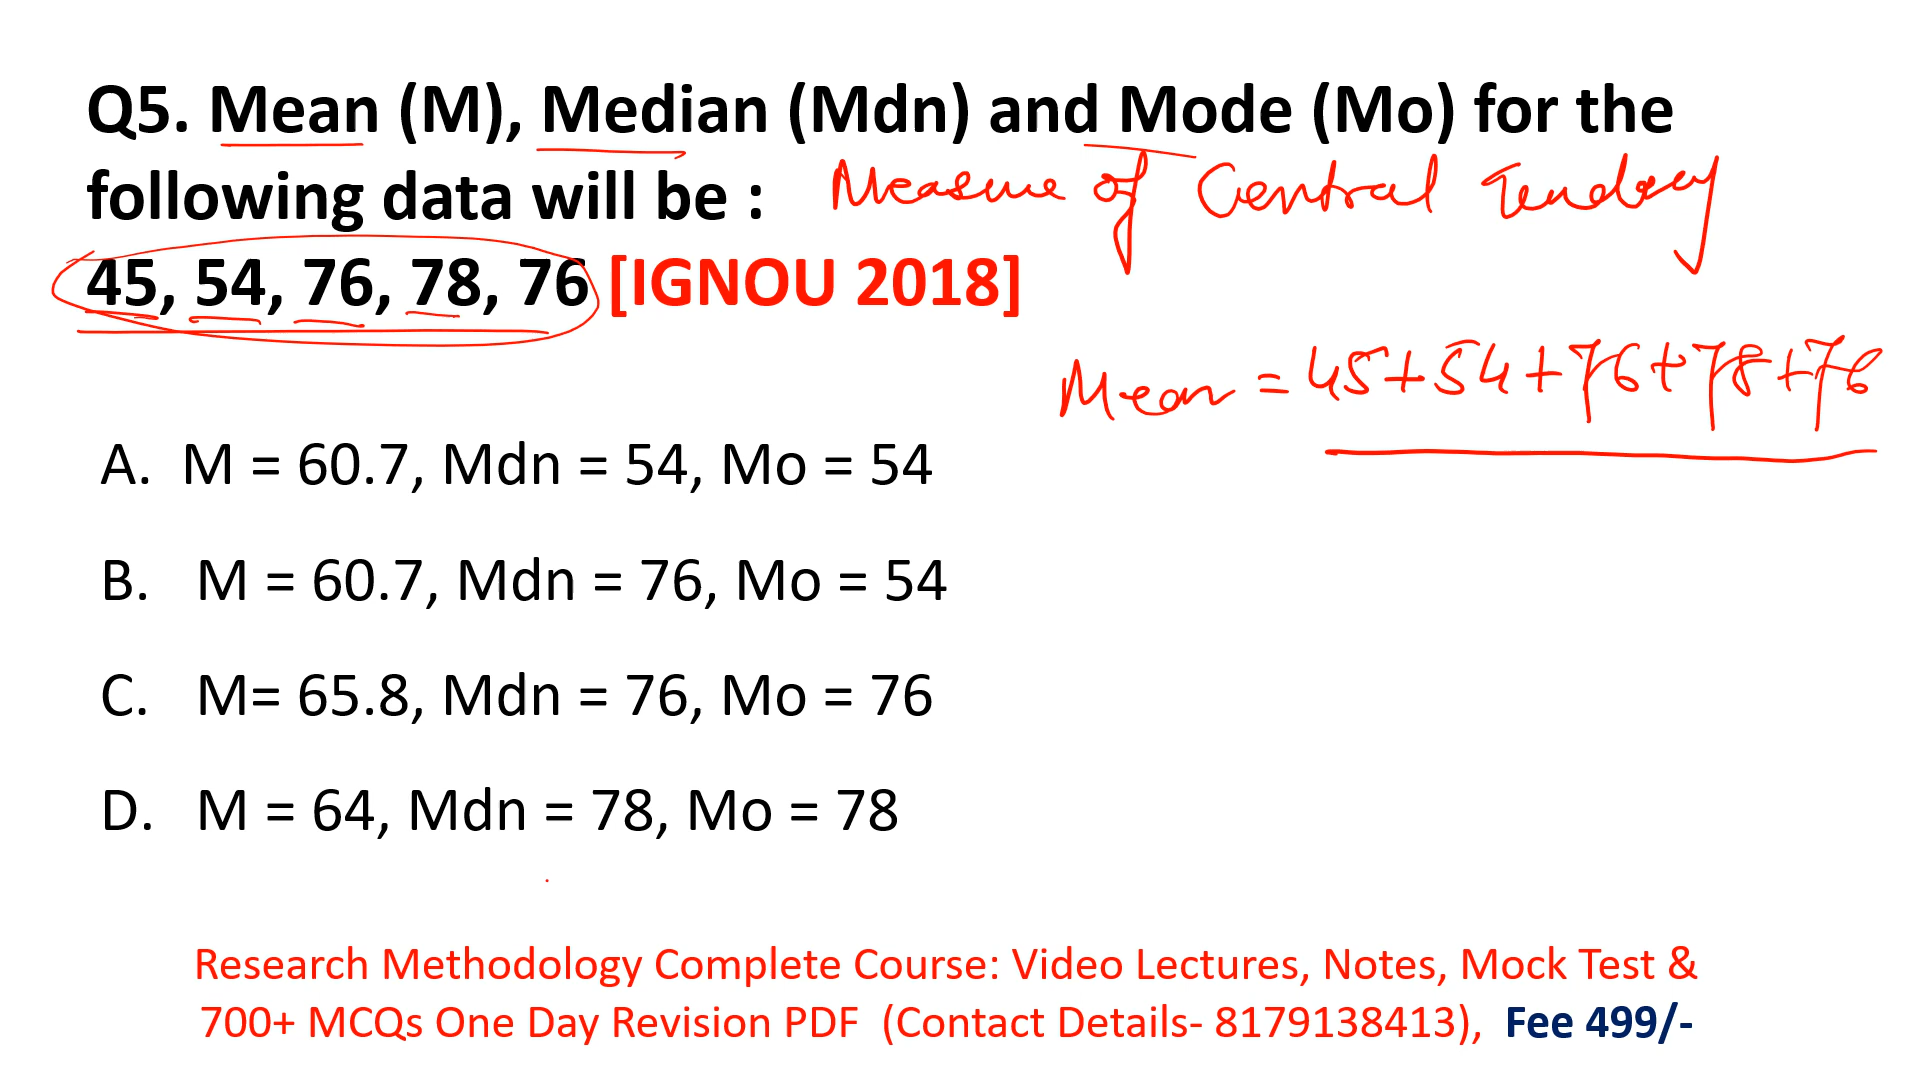 Q5. Mean (M), Median (Mdn) and Mode (Mo) for the
following data will be :
Measure of Central Tendency
45, 54, 76, 78, 76 [IGNOU 2018]
Mean = 45+54+76+78+76
A. M = 60.7, Mdn = 54, Mo = 54
B. M = 60.7, Mdn = 76, Mo = 54
C. M= 65.8, Mdn = 76, Mo = 76
D. M = 64, Mdn = 78, Mo = 78
Research Methodology Complete Course: Video Lectures, Notes, Mock Test &
700+ MCQs One Day Revision PDF (Contact Details- 8179138413), Fee 499/-